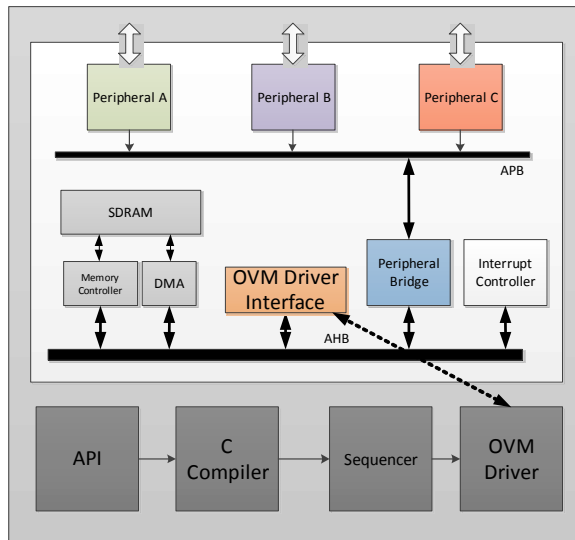 Peripheral A
Peripheral B
Peripheral C
APB
SDRAM
Memory
Controller
DMA
OVM Driver
Interface
Peripheral
Bridge
Interrupt
Controller
AHB
API
C
Compiler
Sequencer
OVM
Driver